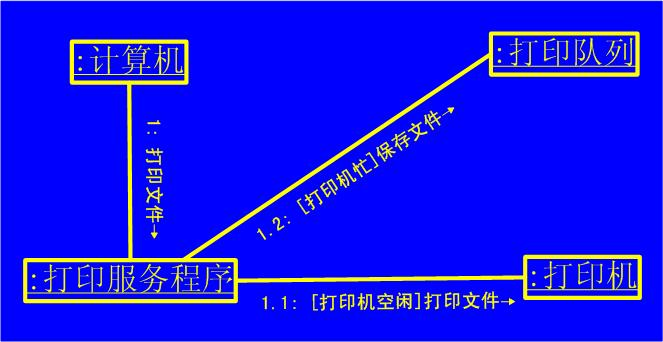 :计算机
:打印队列
1: 打印文件→
1.2: [打印机忙]保存文件→
:打印服务程序
:打印机
1.1: [打印机空闲]打印文件→